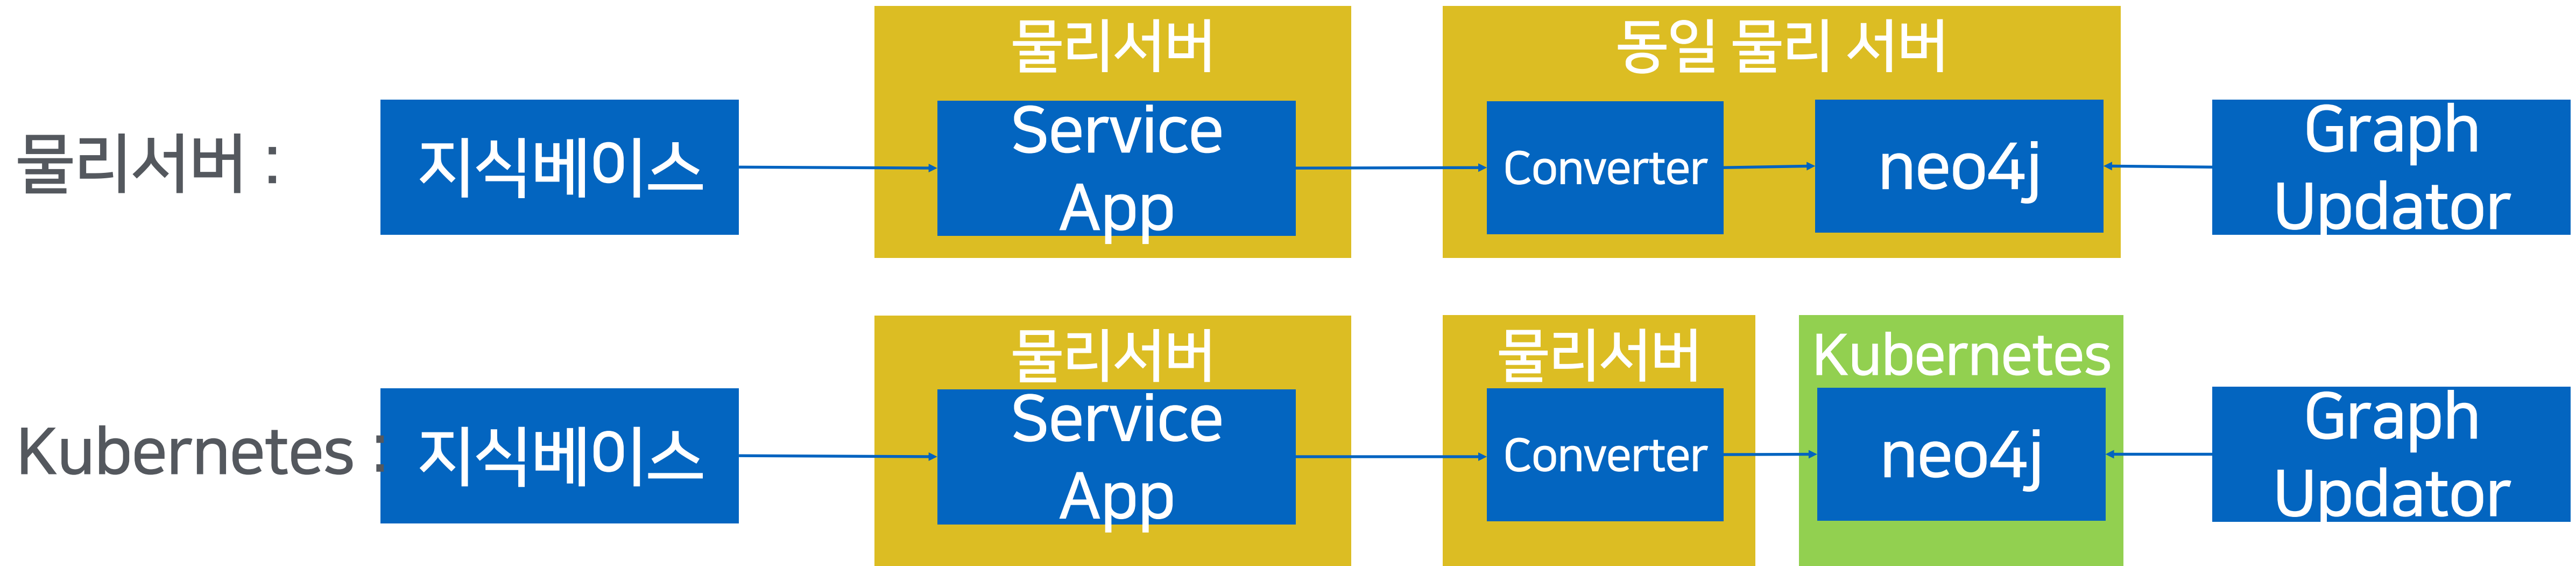 물리서버 :
지식베이스
물리서버
Service
App
동일 물리 서버
Converter
neo4j
Graph
Updator
Kubernetes :
지식베이스
물리서버
Service
App
물리서버
Converter
Kubernetes
neo4j
Graph
Updator